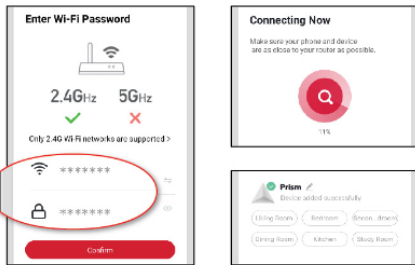 Enter Wi-Fi Password
2.4GHz 5GHz
Only 2.4G Wi-Fi networks are supported >
*******
*******
Confirm
Connecting Now
Make sure your phone and device
are as close to your router as possible.
11%
Prism
Device added successfully
Living Room Bedroom Secon...
Dining Room Kitchen Study Room